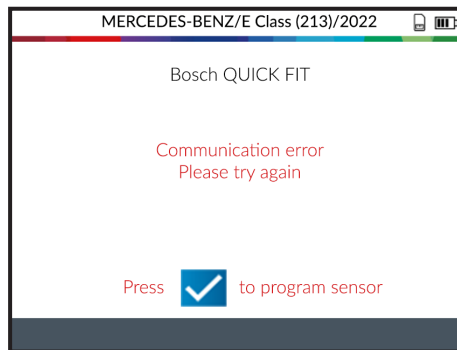 MERCEDES-BENZ/E Class (213)/2022
Bosch QUICK FIT
Communication error
Please try again
Press to program sensor